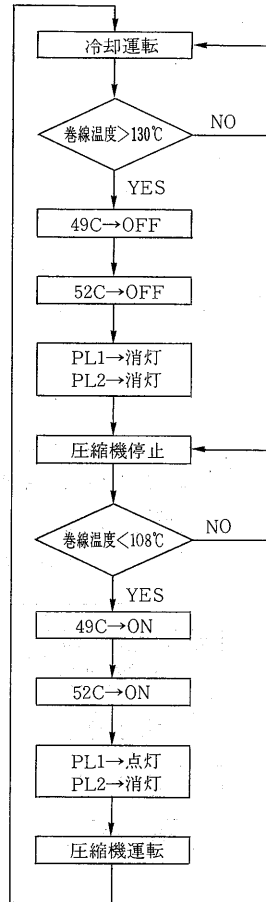 冷却運転
巻線温度>130℃
NO
YES
49C→OFF
52C→OFF
PL1→消灯
PL2→消灯
圧縮機停止
巻線温度<108℃
NO
YES
49C→ON
52C→ON
PL1→点灯
PL2→消灯
圧縮機運転